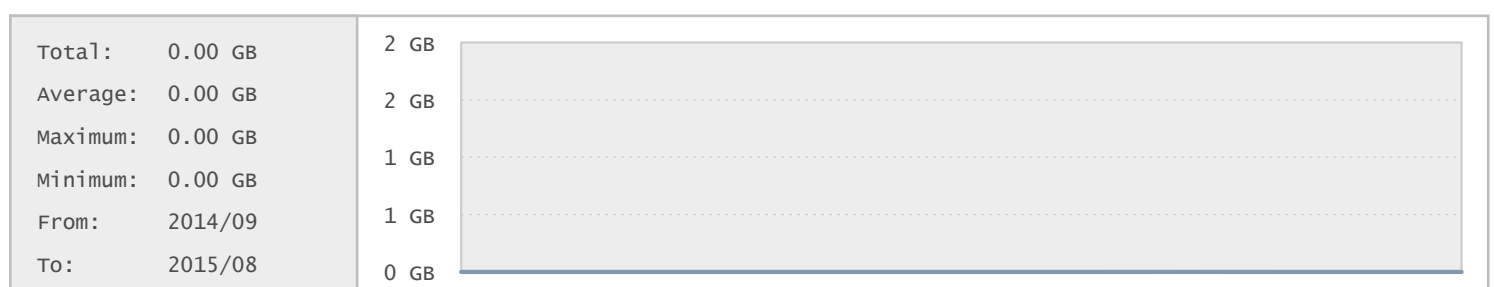 Total: 0.00 GB
Average: 0.00 GB
Maximum: 0.00 GB
Minimum: 0.00 GB
From: 2014/09
To: 2015/08
2 GB
2 GB
1 GB
1 GB
0 GB